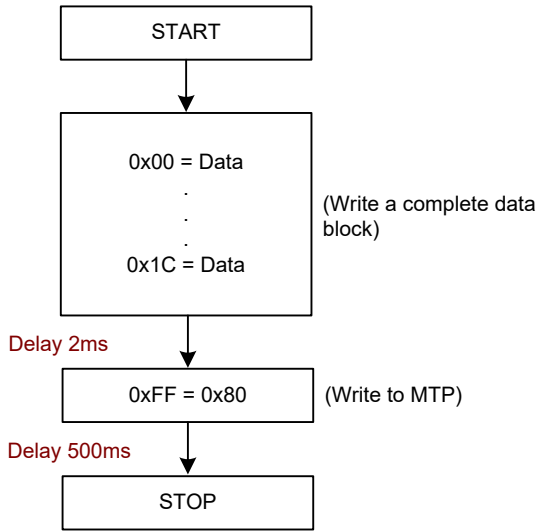 START
0x00 = Data
.
.
.
0x1C = Data
(Write a complete data
block)
Delay 2ms
0xFF = 0x80
(Write to MTP)
Delay 500ms
STOP